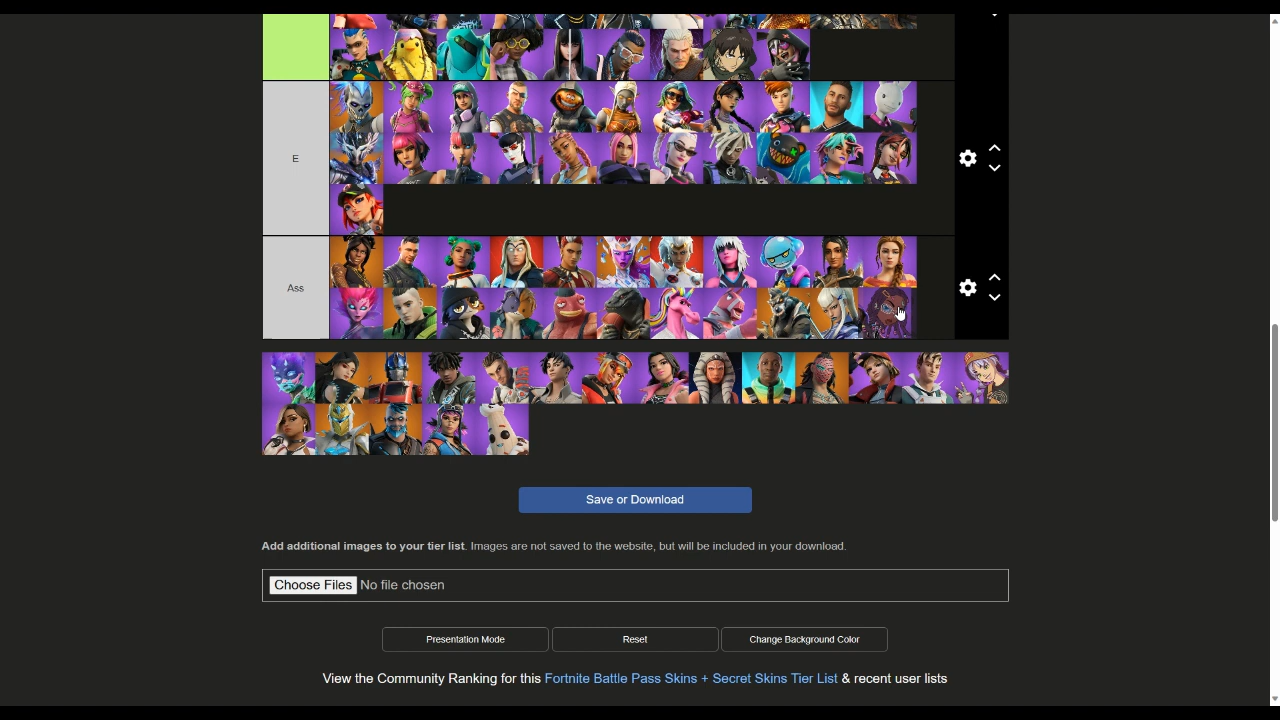 E
Ass
Save or Download
Add additional images to your tier list. Images are not saved to the website, but will be included in your download.
Choose Files No file chosen
Presentation Mode Reset Change Background Color
View the Community Ranking for this Fortnite Battle Pass Skins + Secret Skins Tier List & recent user lists